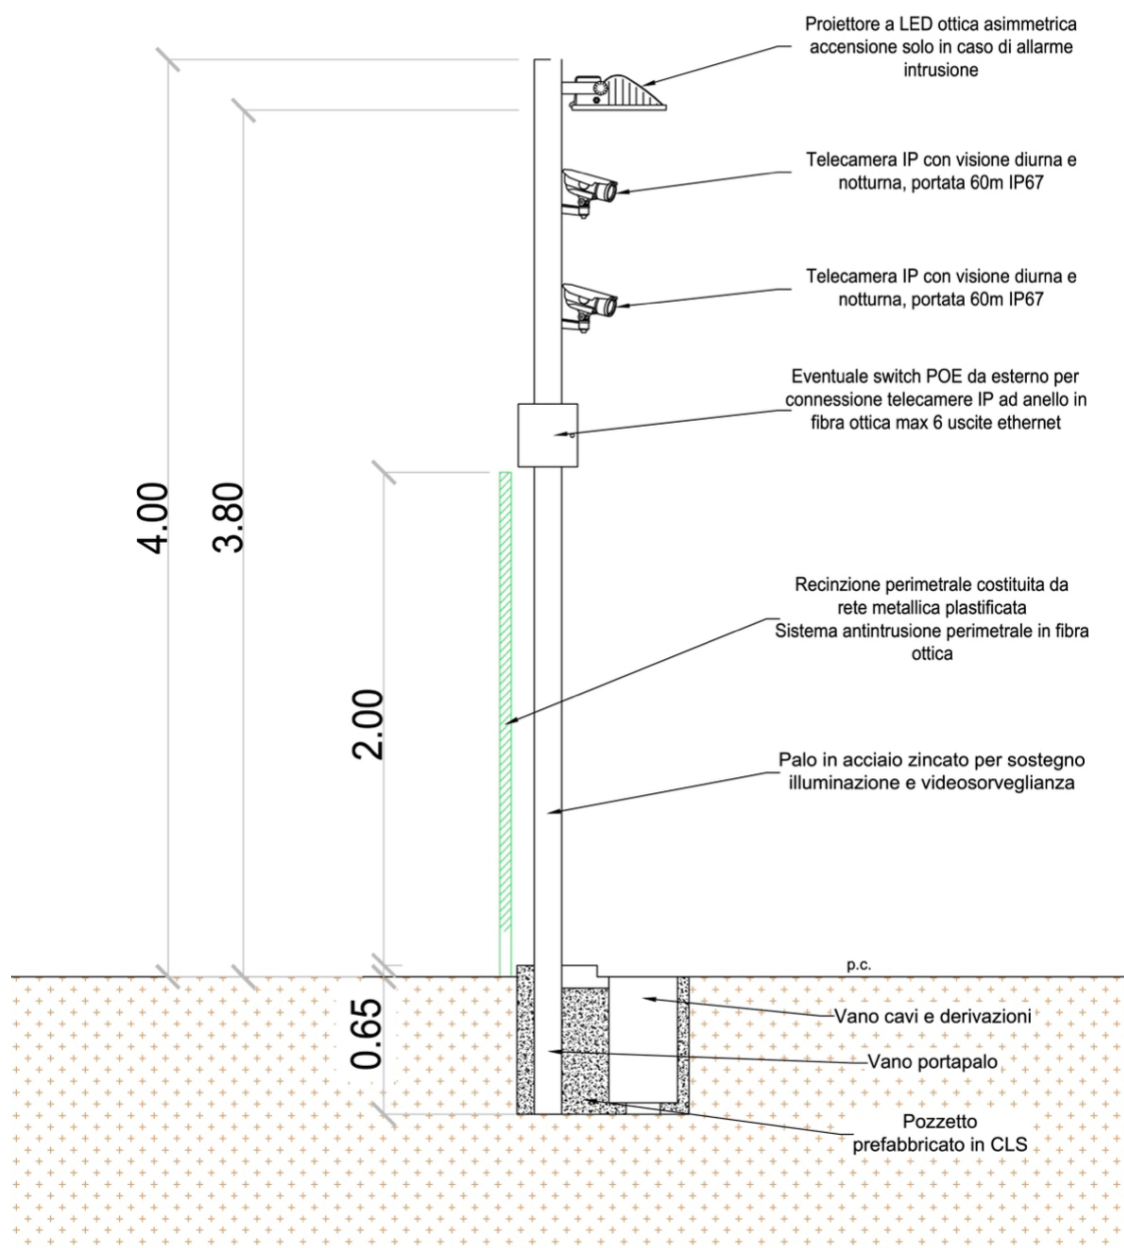 Proiettore a LED ottica asimmetrica
accensione solo in caso di allarme
intrusione
Telecamera IP con visione diurna e
notturna, portata 60m IP67
Telecamera IP con visione diurna e
notturna, portata 60m IP67
Eventuale switch POE da esterno per
connessione telecamere IP ad anello in
fibra ottica max 6 uscite ethernet
4.00
3.80
Recinzione perimetrale costituita da
rete metallica plastificata
Sistema antintrusione perimetrale in fibra
ottica
2.00
Palo in acciaio zincato per sostegno
illuminazione e videosorveglianza
p.c.
0.65
Vano cavi e derivazioni
Vano portapalo
Pozzetto
prefabbricato in CLS